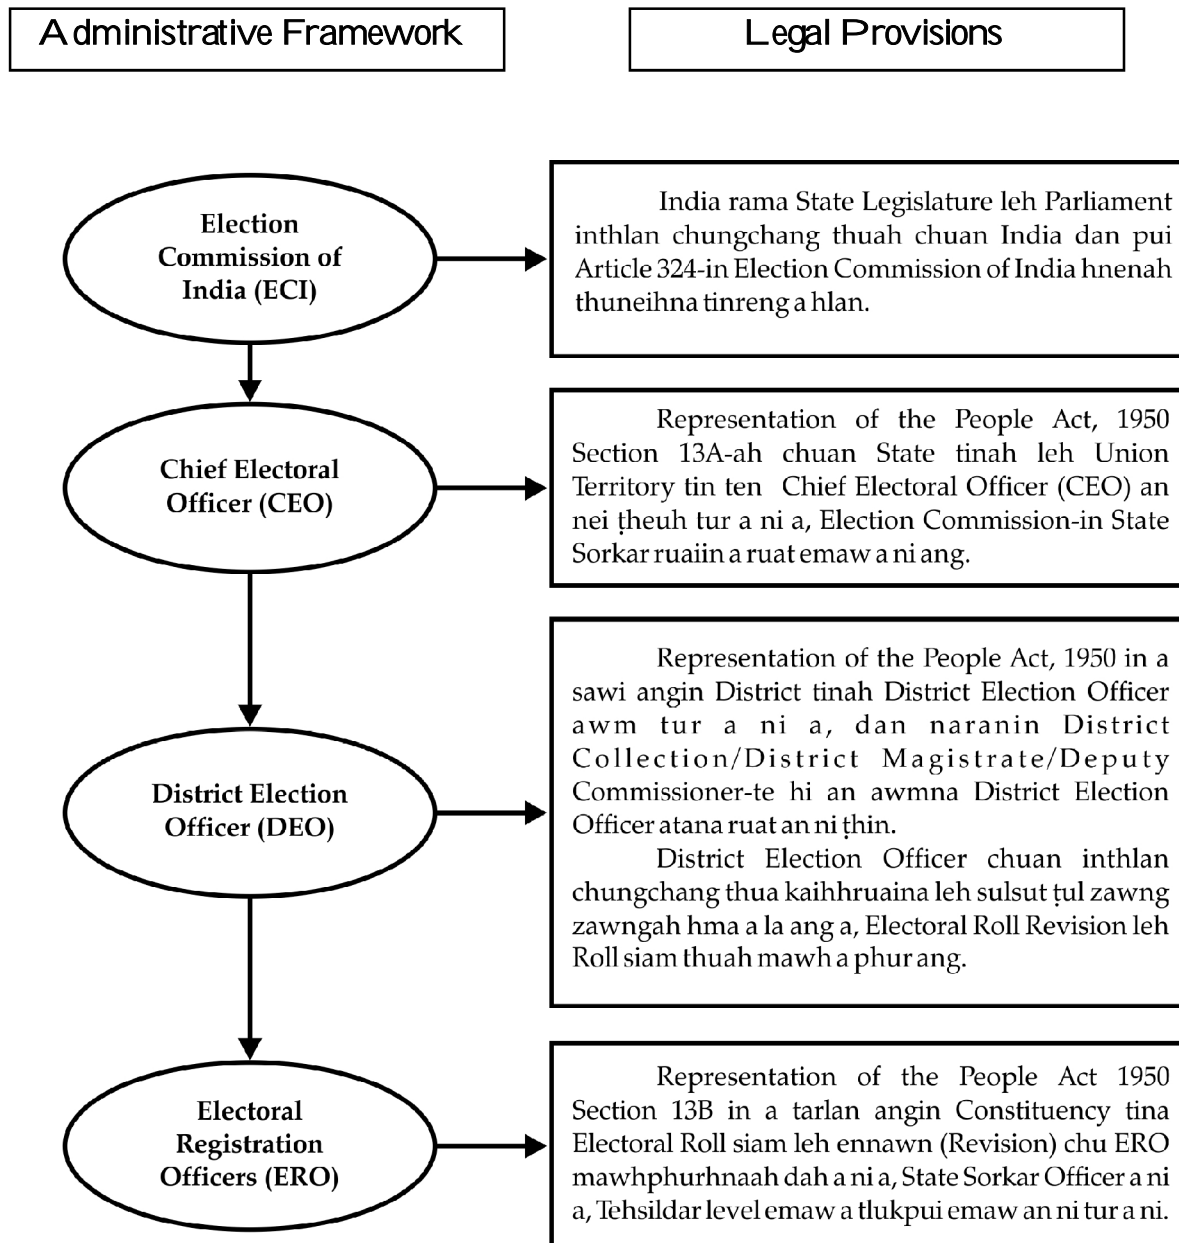 Administrative Framework
Legal Provisions
Election
Commission of
India (ECI)
India rama State Legislature leh Parliament
inthlan chungchang thuah chuan India dan pui
Article 324-in Election Commission of India hnenah
thuneihna tinreng a hlan.
Chief Electoral
Officer (CEO)
Representation of the People Act, 1950
Section 13A-ah chuan State tinah leh Union
Territory tin ten Chief Electoral Officer (CEO) an
nei ṭheuh tur a ni a, Election Commission-in State
Sorkar ruaiin a ruat emaw a ni ang.
District Election
Officer (DEO)
Representation of the People Act, 1950 in a
sawi angin District tinah District Election Officer
awm tur a ni a, dan naranin District
Collection/District Magistrate/Deputy
Commissioner-te hi an awmna District Election
Officer atana ruat an ni ṭhin.
District Election Officer chuan inthlan
chungchang thua kaihhruaina leh sulsut ṭul zawng
zawngah hma a la ang a, Electoral Roll Revision leh
Roll siam thuah mawh a phur ang.
Electoral
Registration
Officers (ERO)
Representation of the People Act 1950
Section 13B in a tarlan angin Constituency tina
Electoral Roll siam leh ennawn (Revision) chu ERO
mawhphurhnaah dah a ni a, State Sorkar Officer a ni
a, Tehsildar level emaw a tlukpui emaw an ni tur a ni.